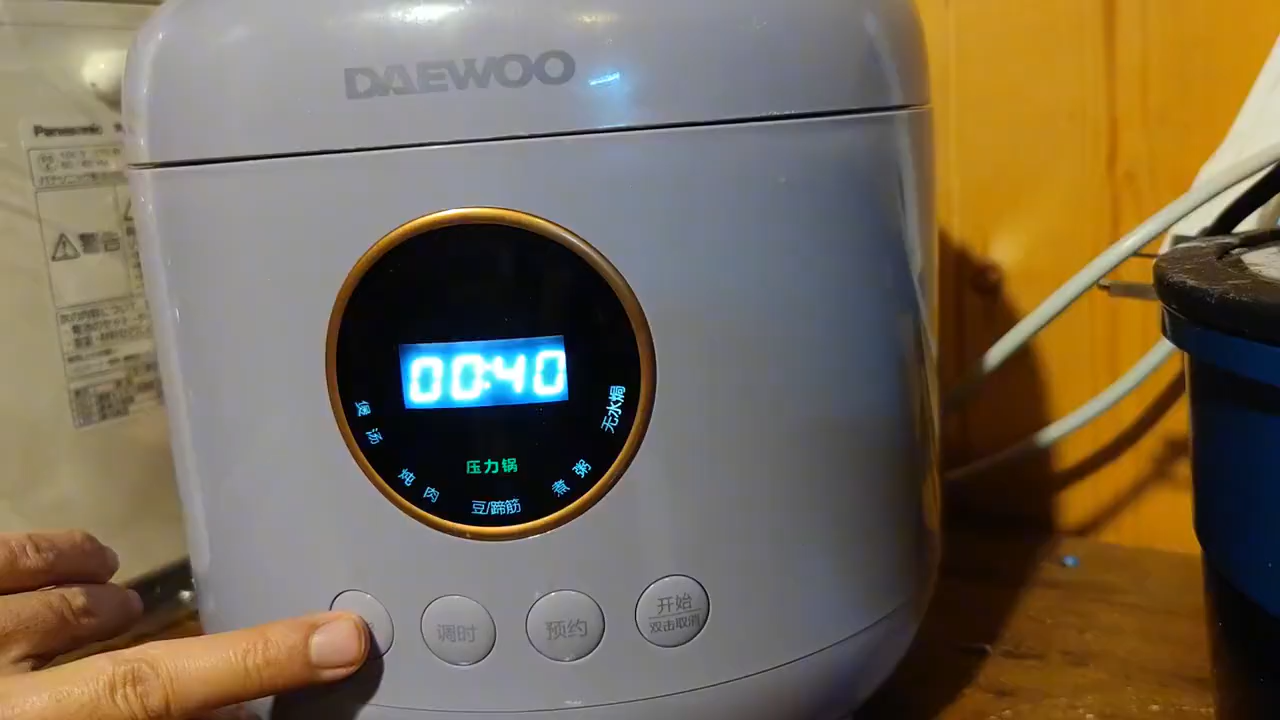 DAEWOO
Panasonic
警告
00:40
煲汤
炖肉
豆/蹄筋
煮粥
无水焗
压力锅
调时
预约
开始
双击取消